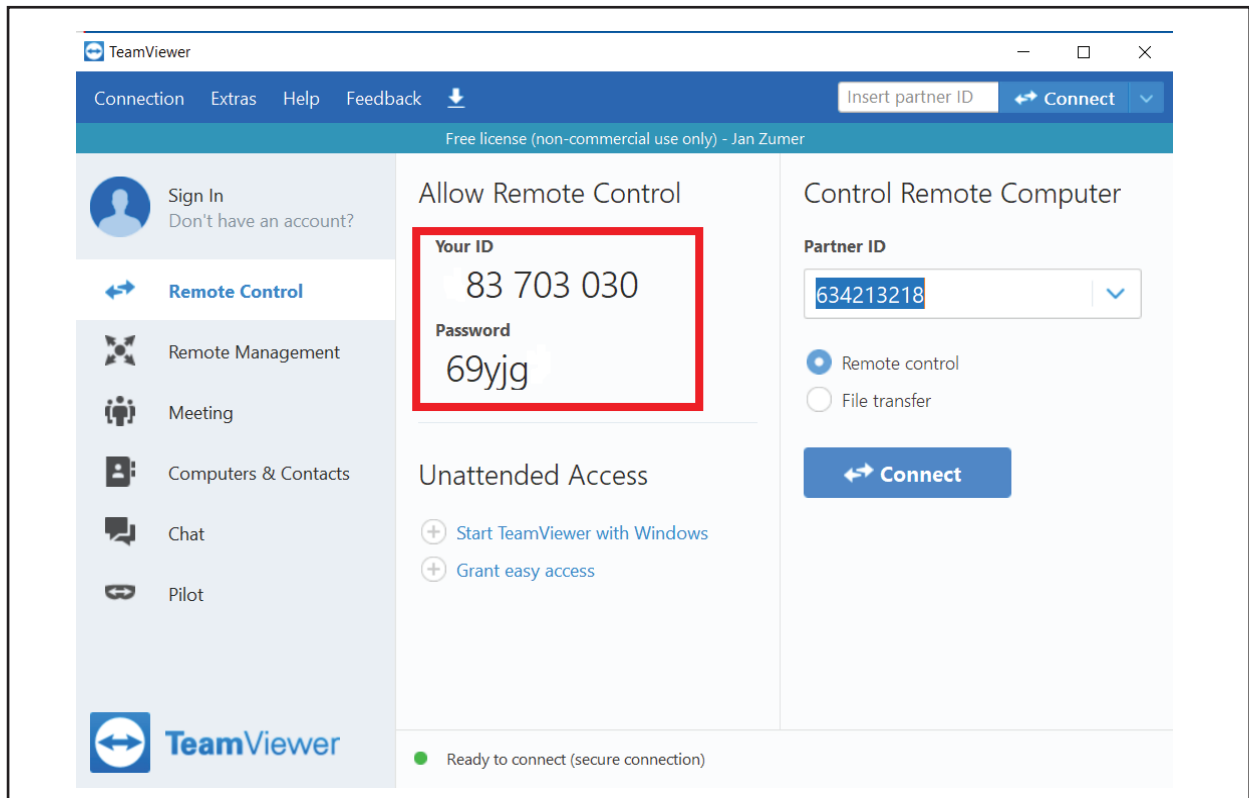 TeamViewer
Connection Extras Help Feedback
Insert partner ID Connect
Free license (non-commercial use only) - Jan Zumer
Sign In
Don't have an account?
Remote Control
Remote Management
Meeting
Computers & Contacts
Chat
Pilot
TeamViewer
Allow Remote Control
Your ID
83 703 030
Password
69yjg
Unattended Access
Start TeamViewer with Windows
Grant easy access
Ready to connect (secure connection)
Control Remote Computer
Partner ID
634213218
Remote control
File transfer
Connect